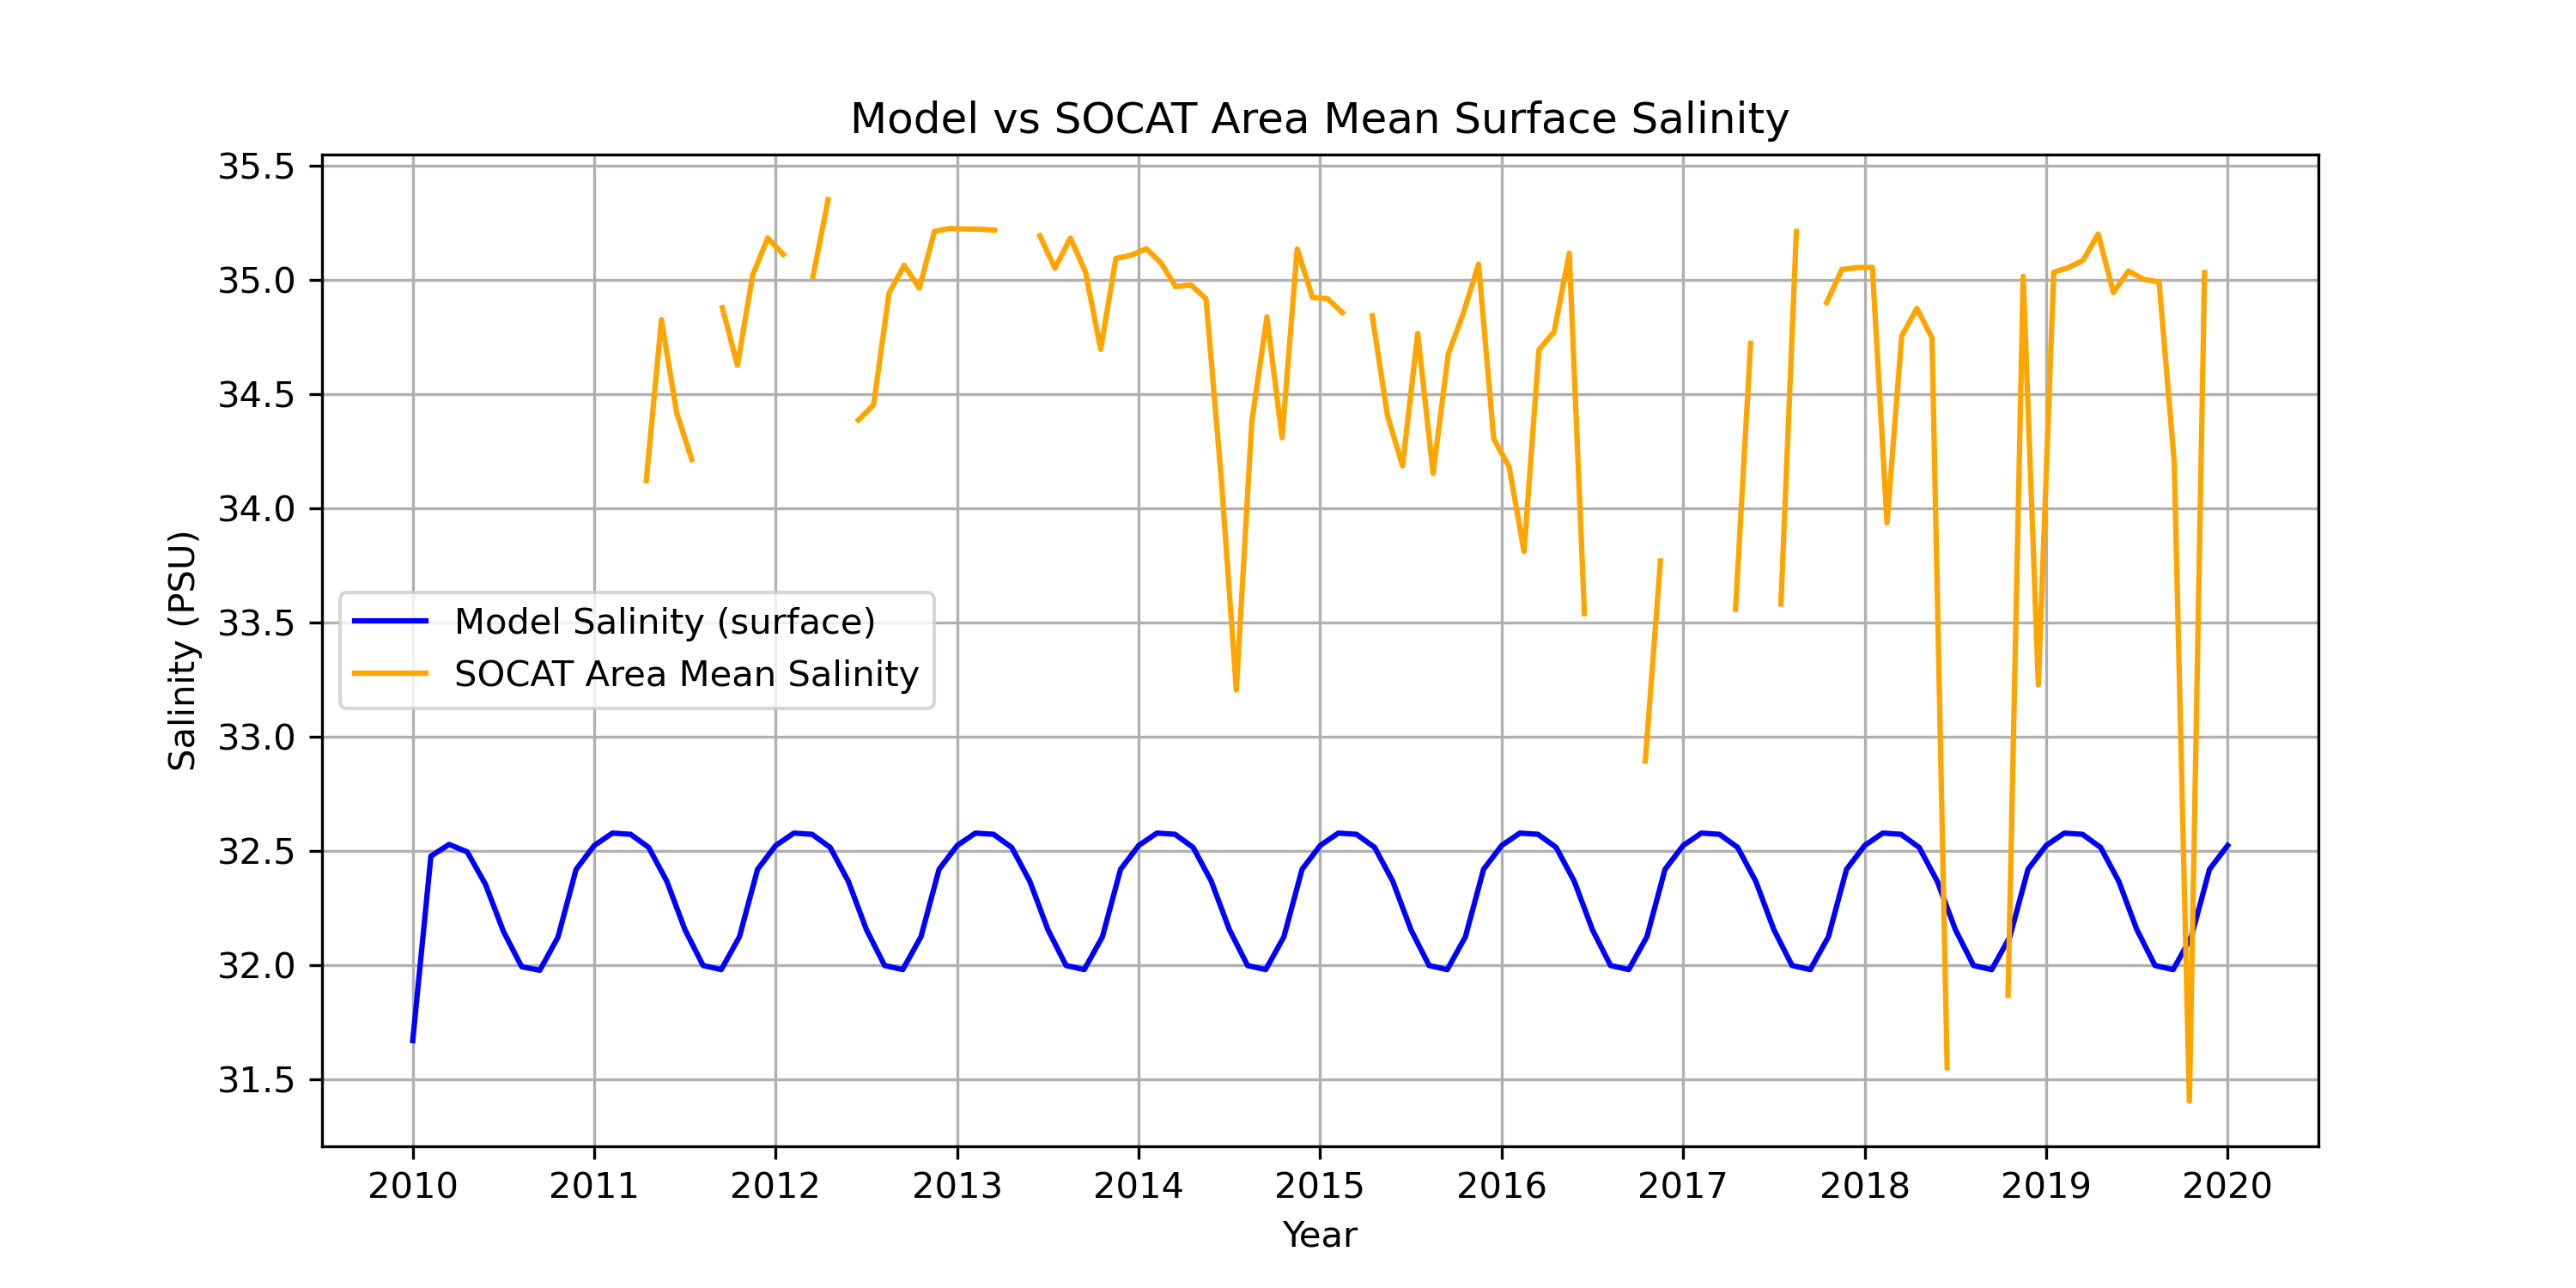 Model vs SOCAT Area Mean Surface Salinity
35.5
35.0
34.5
34.0
33.5
33.0
32.5
32.0
31.5
Salinity (PSU)
Model Salinity (surface)
SOCAT Area Mean Salinity
2010 2011 2012 2013 2014 2015 2016 2017 2018 2019 2020
Year